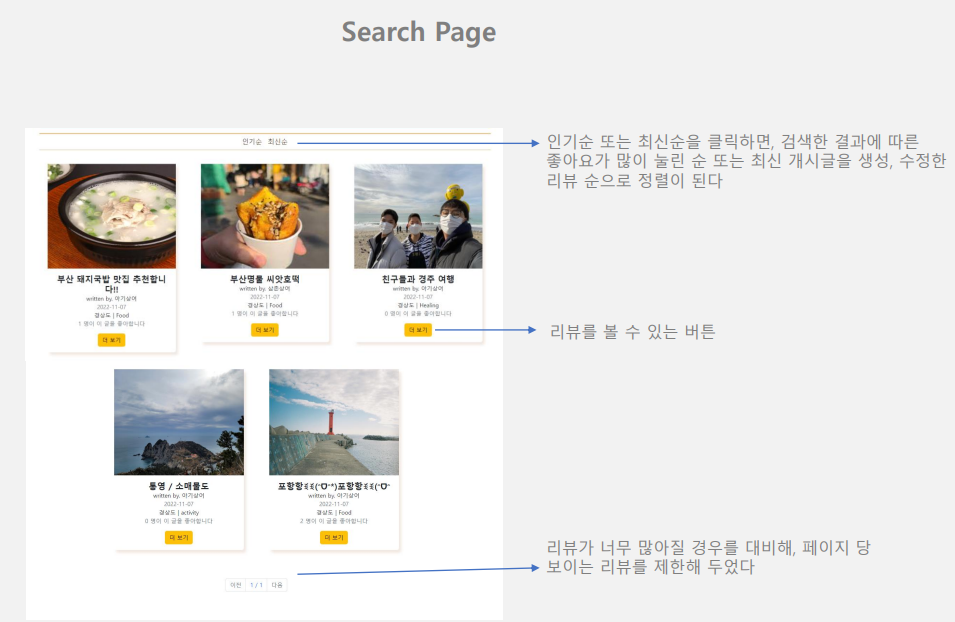 Search Page
인기순 최신순
인기순 또는 최신순을 클릭하면, 검색한 결과에 따른
좋아요가 많이 눌린 순 또는 최신 개시글을 생성, 수정한
리뷰 순으로 정렬이 된다
부산 돼지국밥 맛집 추천합니
다!!
written by. 아기상어
2022-11-07
경상도 | Food
1 명이 이 글을 좋아합니다
더 보기
부산명물 씨앗호떡
written by. 삼촌상어
2022-11-07
경상도 | Food
1 명이 이 글을 좋아합니다
더 보기
친구들과 경주 여행
written by. 아기상어
2022-11-07
경상도 | Healing
0 명이 이 글을 좋아합니다
더 보기
리뷰를 볼 수 있는 버튼
통영 / 소매물도
written by. 아기상어
2022-11-07
경상도 | activity
0 명이 이 글을 좋아합니다
더 보기
written by. 아기상어
2022-11-07
경상도 | Food
2 명이 이 글을 좋아합니다
더 보기
리뷰가 너무 많아질 경우를 대비해, 페이지 당
보이는 리뷰를 제한해 두었다
이전 1 / 1 다음